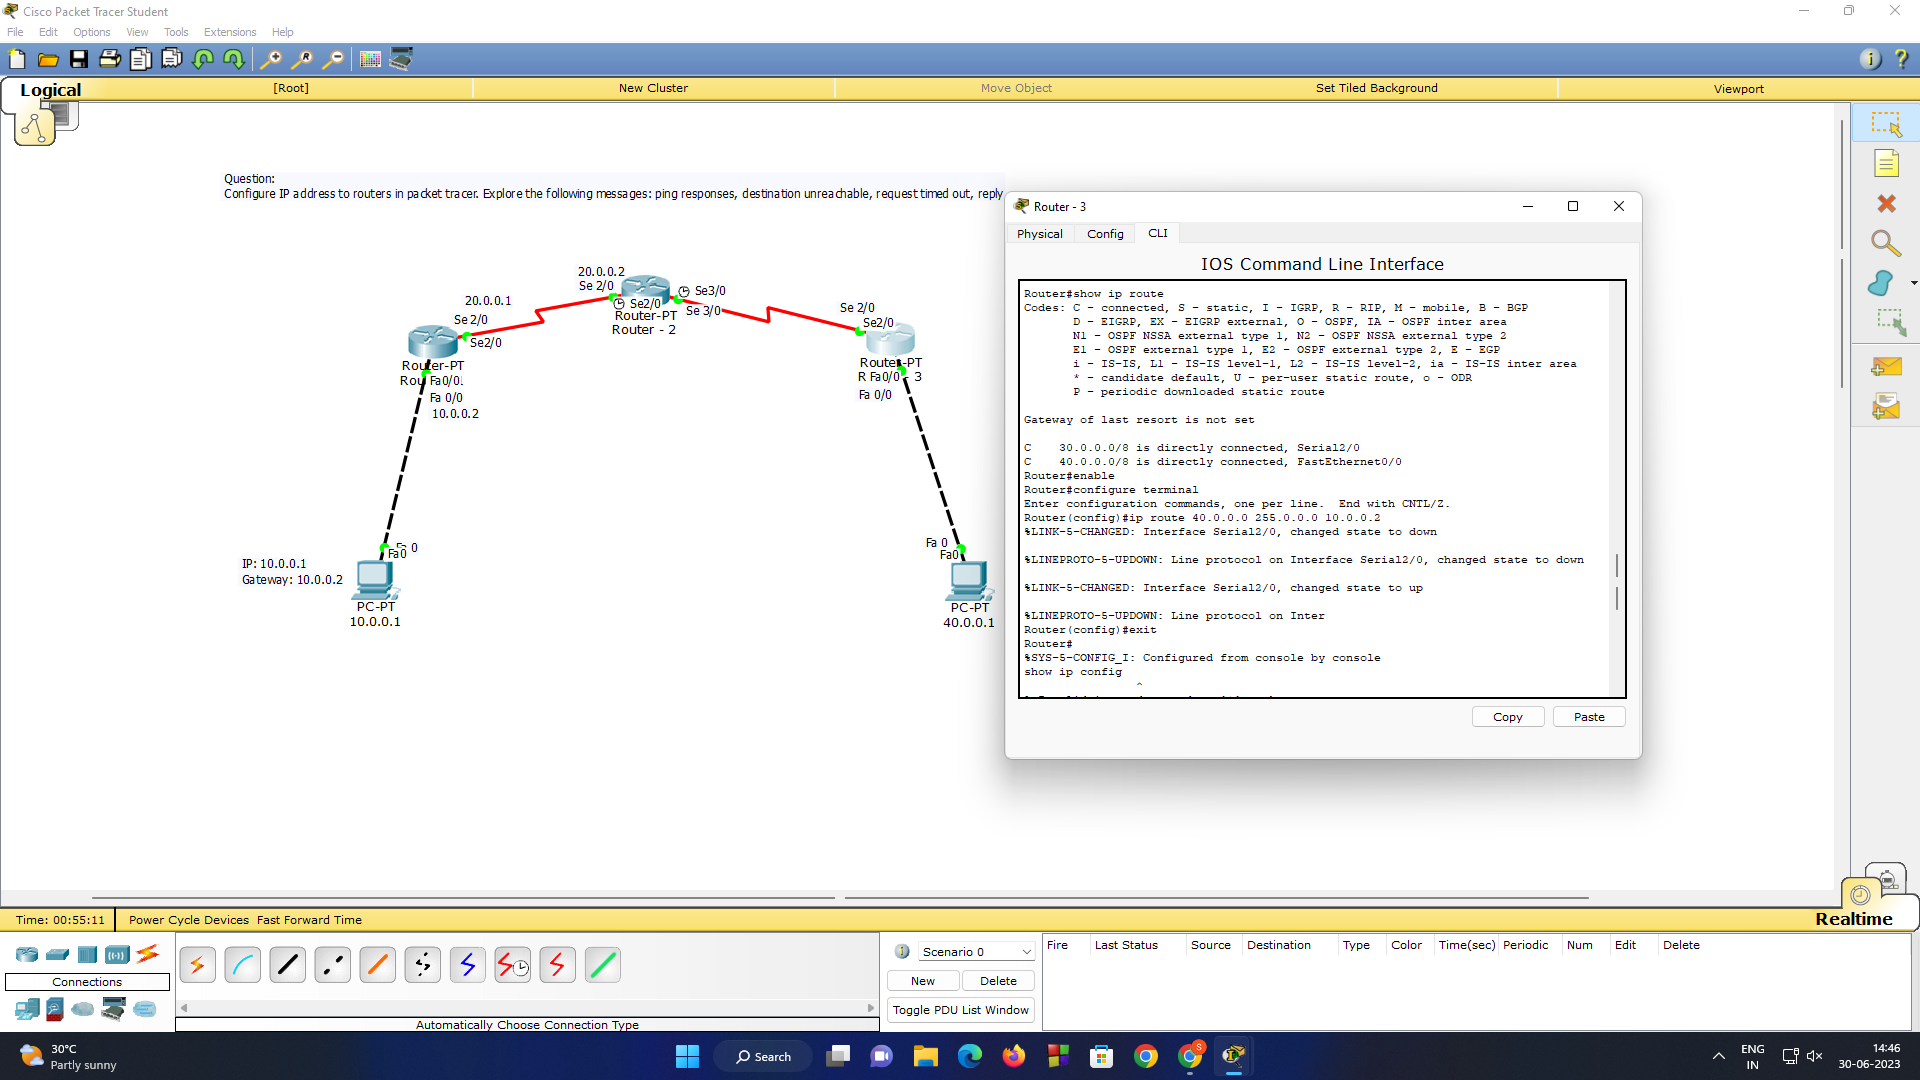 Cisco Packet Tracer Student
File Edit Options View Tools Extensions Help
Logical [Root] New Cluster Move Object Set Tiled Background Viewport
Question:
Configure IP address to routers in packet tracer. Explore the following messages: ping responses, destination unreachable, request timed out, reply
20.0.0.2
Se 2/0
Se2/0
Se3/0
Se 3/0
Router-PT
Router - 2
20.0.0.1
Se 2/0
Se2/0
Router-PT
Rou Fa0/0
Fa 0/0
10.0.0.2
Se 2/0
Se2/0
Router-PT
R Fa0/0 - 3
Fa 0/0
0
Fa0
IP: 10.0.0.1
Gateway: 10.0.0.2
PC-PT
10.0.0.1
Fa 0
Fa0
PC-PT
40.0.0.1
Router - 3
Physical Config CLI
IOS Command Line Interface
Router#show ip route
Codes: C - connected, S - static, I - IGRP, R - RIP, M - mobile, B - BGP
D - EIGRP, EX - EIGRP external, O - OSPF, IA - OSPF inter area
N1 - OSPF NSSA external type 1, N2 - OSPF NSSA external type 2
E1 - OSPF external type 1, E2 - OSPF external type 2, E - EGP
i - IS-IS, L1 - IS-IS level-1, L2 - IS-IS level-2, ia - IS-IS inter area
* - candidate default, U - per-user static route, o - ODR
P - periodic downloaded static route
Gateway of last resort is not set
C 30.0.0.0/8 is directly connected, Serial2/0
C 40.0.0.0/8 is directly connected, FastEthernet0/0
Router#enable
Router#configure terminal
Enter configuration commands, one per line. End with CNTL/Z.
Router(config)#ip route 40.0.0.0 255.0.0.0 10.0.0.2
%LINK-5-CHANGED: Interface Serial2/0, changed state to down
%LINEPROTO-5-UPDOWN: Line protocol on Interface Serial2/0, changed state to down
%LINK-5-CHANGED: Interface Serial2/0, changed state to up
%LINEPROTO-5-UPDOWN: Line protocol on Inter
Router(config)#exit
Router#
%SYS-5-CONFIG_I: Configured from console by console
show ip config
^
Copy Paste
Realtime
Time: 00:55:11 Power Cycle Devices Fast Forward Time
Connections
Automatically Choose Connection Type
Scenario 0
New Delete
Toggle PDU List Window
Fire Last Status Source Destination Type Color Time(sec) Periodic Num Edit Delete
30°C
Partly sunny
Search
S
ENG
IN
14:46
30-06-2023